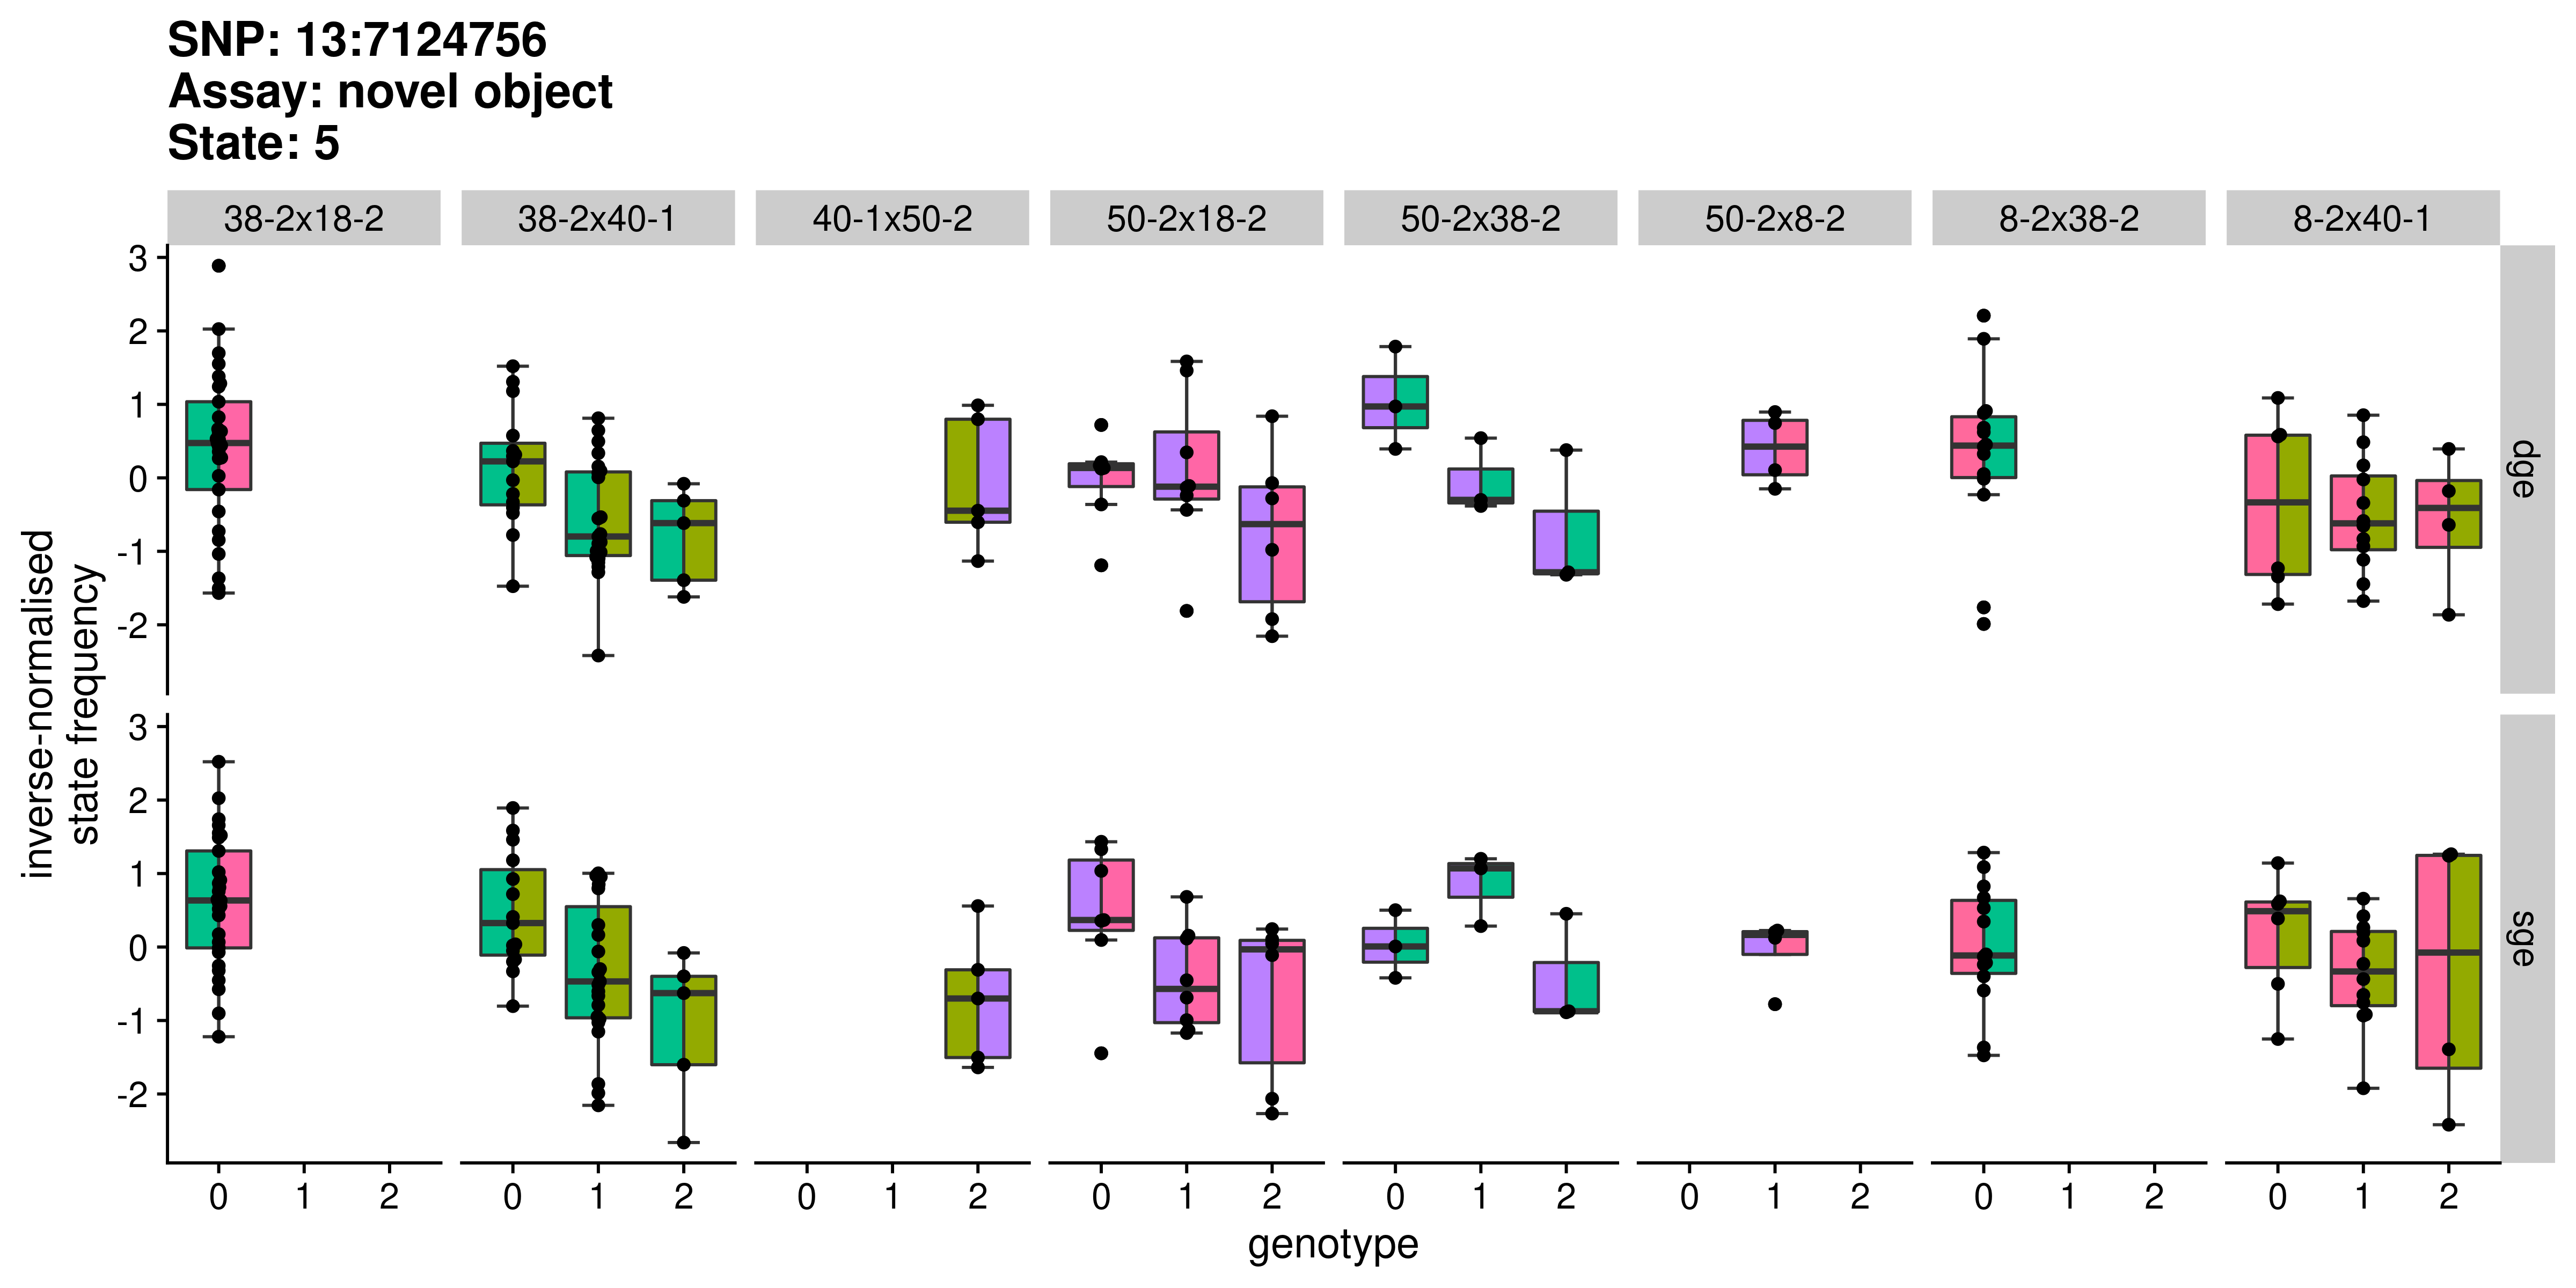 SNP: 13:7124756
Assay: novel object
State: 5
38-2x18-2 38-2x40-1 40-1x50-2 50-2x18-2 50-2x38-2 50-2x8-2 8-2x38-2 8-2x40-1
3
2
1
0
-1
-2
dge
3
2
1
0
-1
-2
sge
inverse-normalised
state frequency
0 1 2 0 1 2 0 1 2 0 1 2 0 1 2 0 1 2 0 1 2 0 1 2
genotype